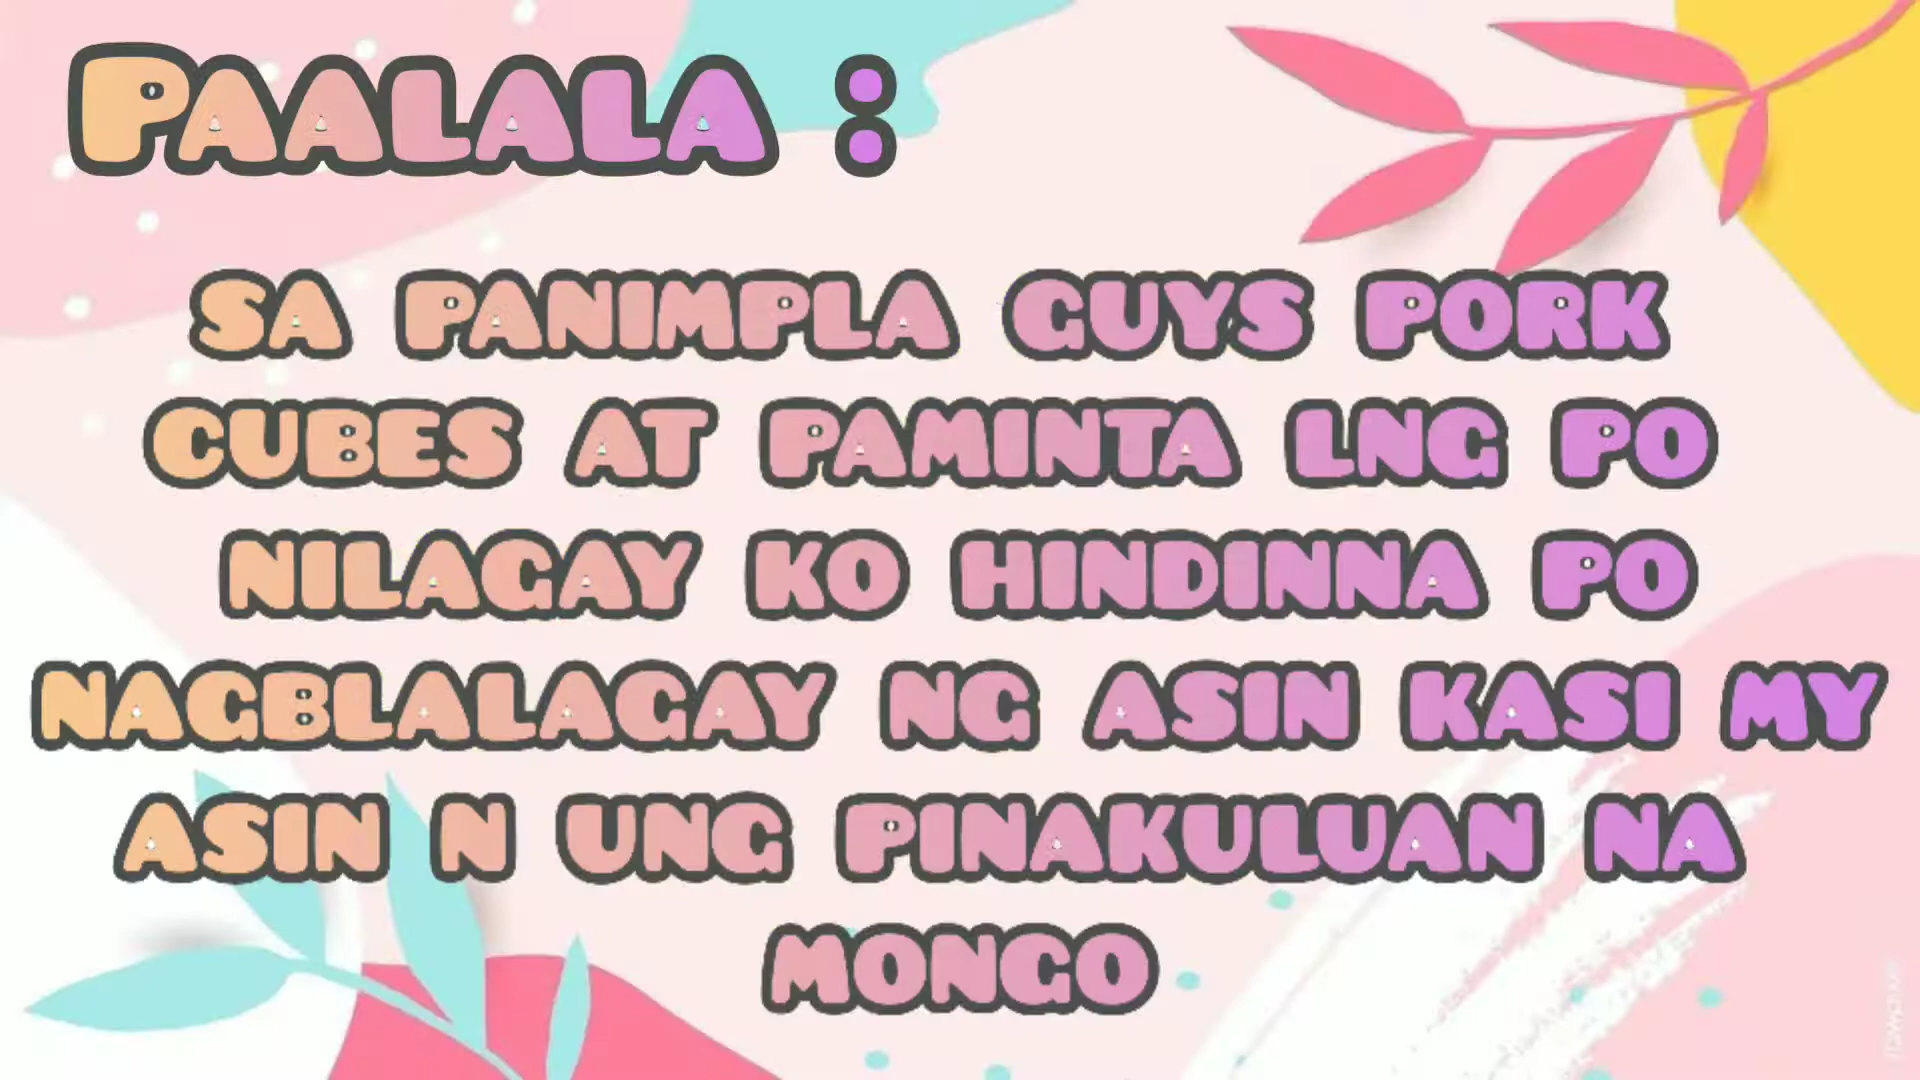 PAALALA :
SA PANIMPLA GUYS PORK
CUBES AT PAMINTA LNG PO
NILAGAY KO HINDINNA PO
NAGBLALAGAY NG ASIN KASI MY
ASIN N UNG PINAKULUAN NA
MONGO